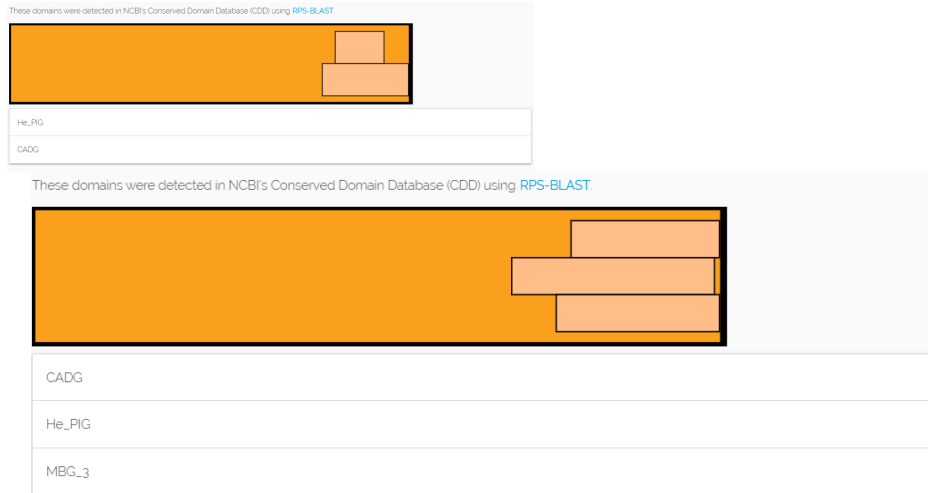 These domains were detected in NCBI's Conserved Domain Database (CDD) using RPS-BLAST
He_PIG
CADG
These domains were detected in NCBI's Conserved Domain Database (CDD) using RPS-BLAST.
CADG
He_PIG
MBG_3